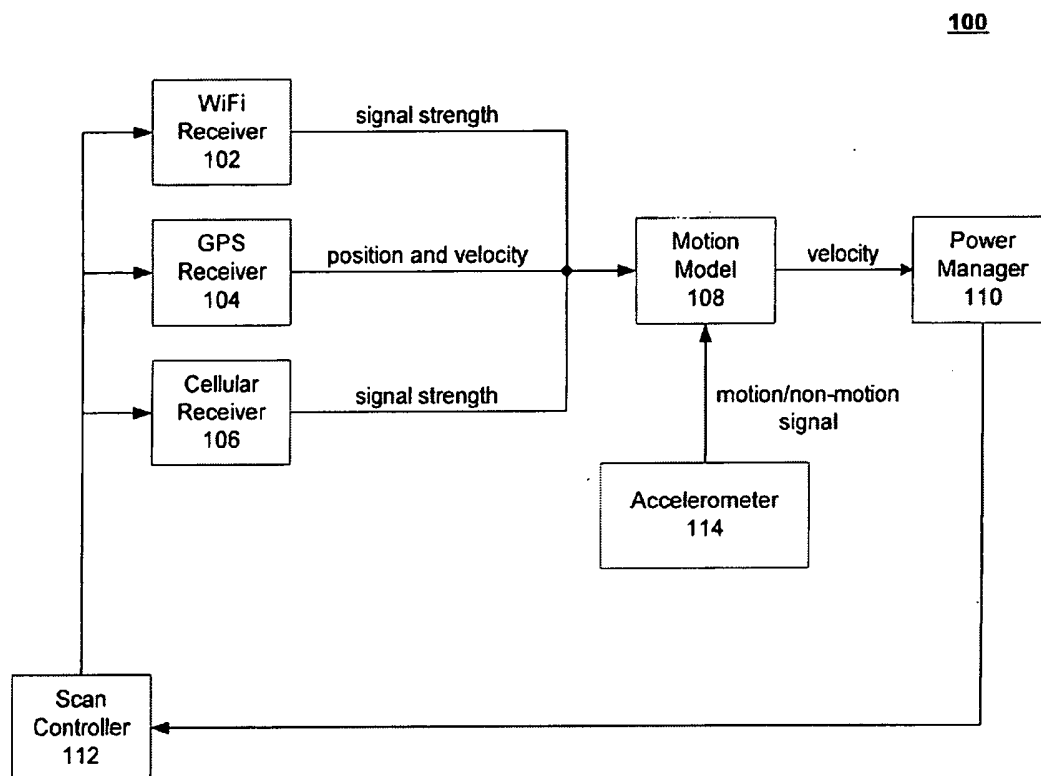 100
WiFi
Receiver
102
signal strength
GPS
Receiver
104
position and velocity
Cellular
Receiver
106
signal strength
Motion
Model
108
velocity
Power
Manager
110
motion/non-motion
signal
Accelerometer
114
Scan
Controller
112